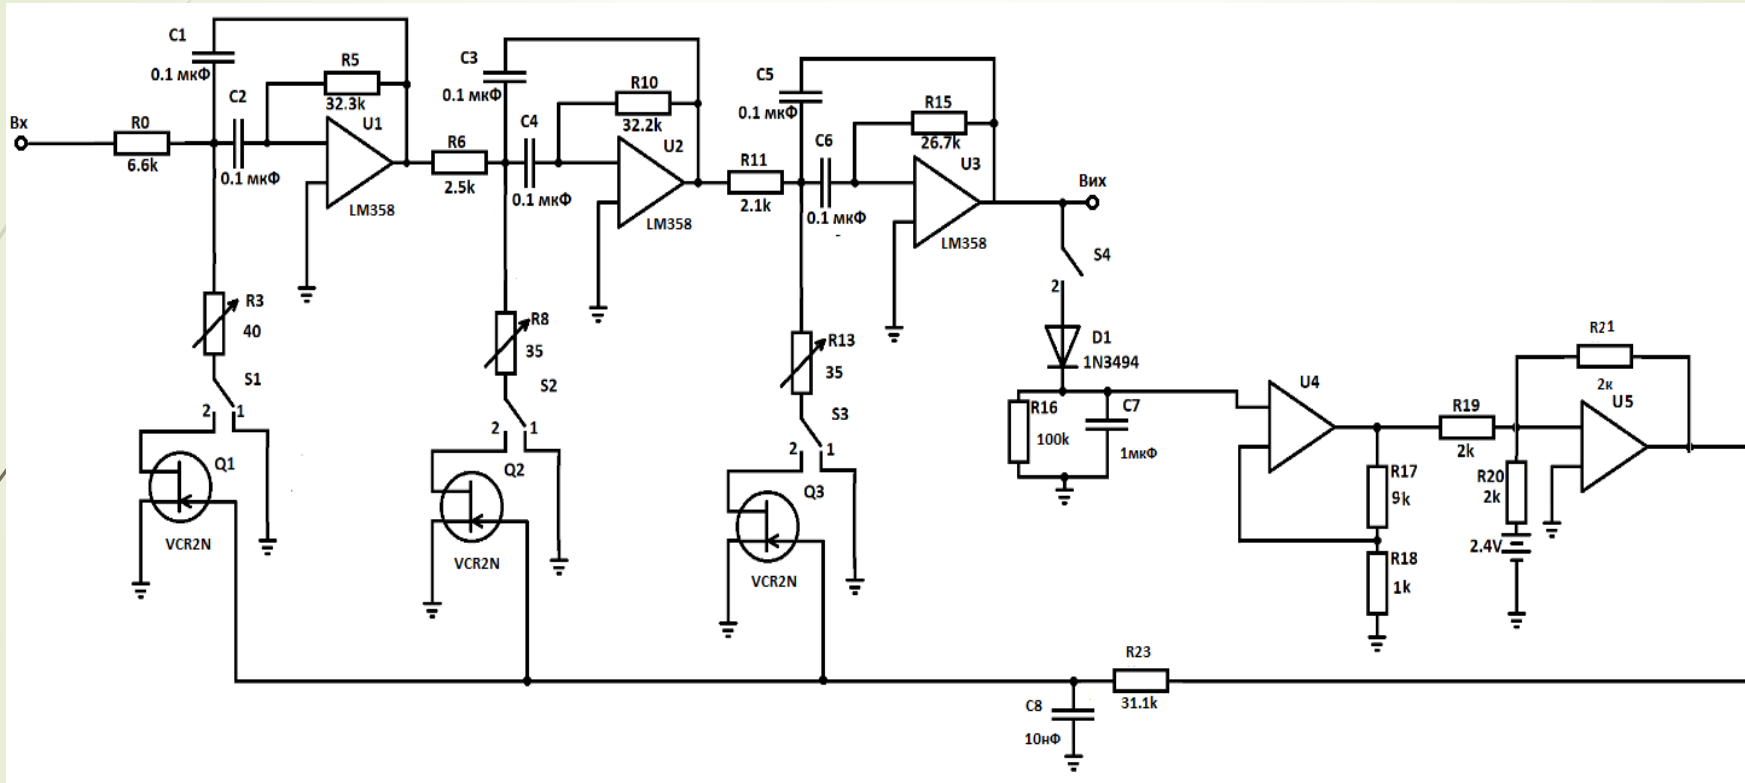 Вх
R0
6.6k
C1
0.1 мкФ
C2
0.1 мкФ
R5
32.3k
U1
LM358
R3
40
S1
2 1
Q1
VCR2N
R6
2.5k
C3
0.1 мкФ
C4
0.1 мкФ
R10
32.2k
U2
LM358
R8
35
S2
2 1
Q2
VCR2N
R11
2.1k
C5
0.1 мкФ
C6
0.1 мкФ
R15
26.7k
U3
LM358
R13
35
S3
2 1
Q3
VCR2N
Вих
S4
2
D1
1N3494
R16
100k
C7
1мкФ
U4
R17
9k
R18
1k
R19
2k
R20
2k
2.4V
R21
2к
U5
R23
31.1k
C8
10нФ